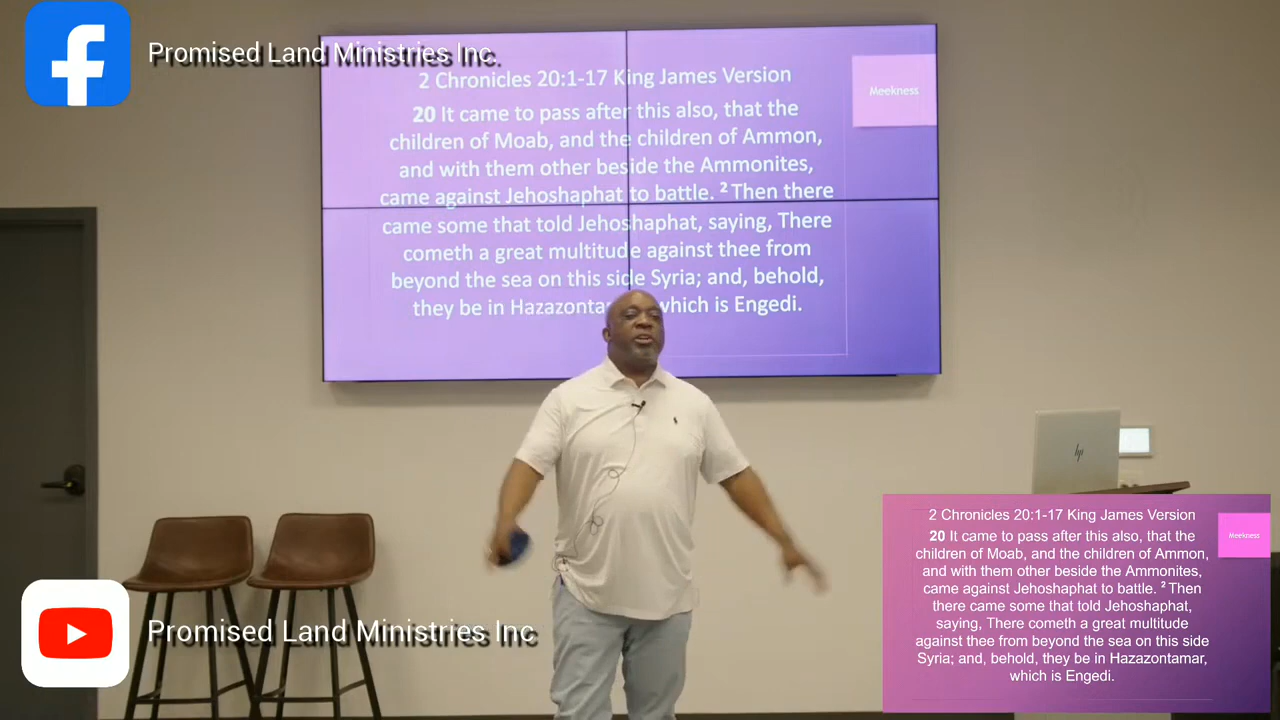 Promised Land Ministries Inc.
2 Chronicles 20:1-17 King James Version
20 It came to pass after this also, that the
children of Moab, and the children of Ammon,
and with them other beside the Ammonites,
came against Jehoshaphat to battle. 2 Then there
came some that told Jehoshaphat, saying, There
cometh a great multitude against thee from
beyond the sea on this side Syria; and, behold,
they be in which is Engedi.
Meekness
hp
2 Chronicles 20:1-17 King James Version
20 It came to pass after this also, that the
children of Moab, and the children of Ammon,
and with them other beside the Ammonites,
came against Jehoshaphat to battle. 2 Then
there came some that told Jehoshaphat,
saying, There cometh a great multitude
against thee from beyond the sea on this side
Syria; and, behold, they be in Hazazontamar,
which is Engedi.
Meekness
Promised Land Ministries Inc